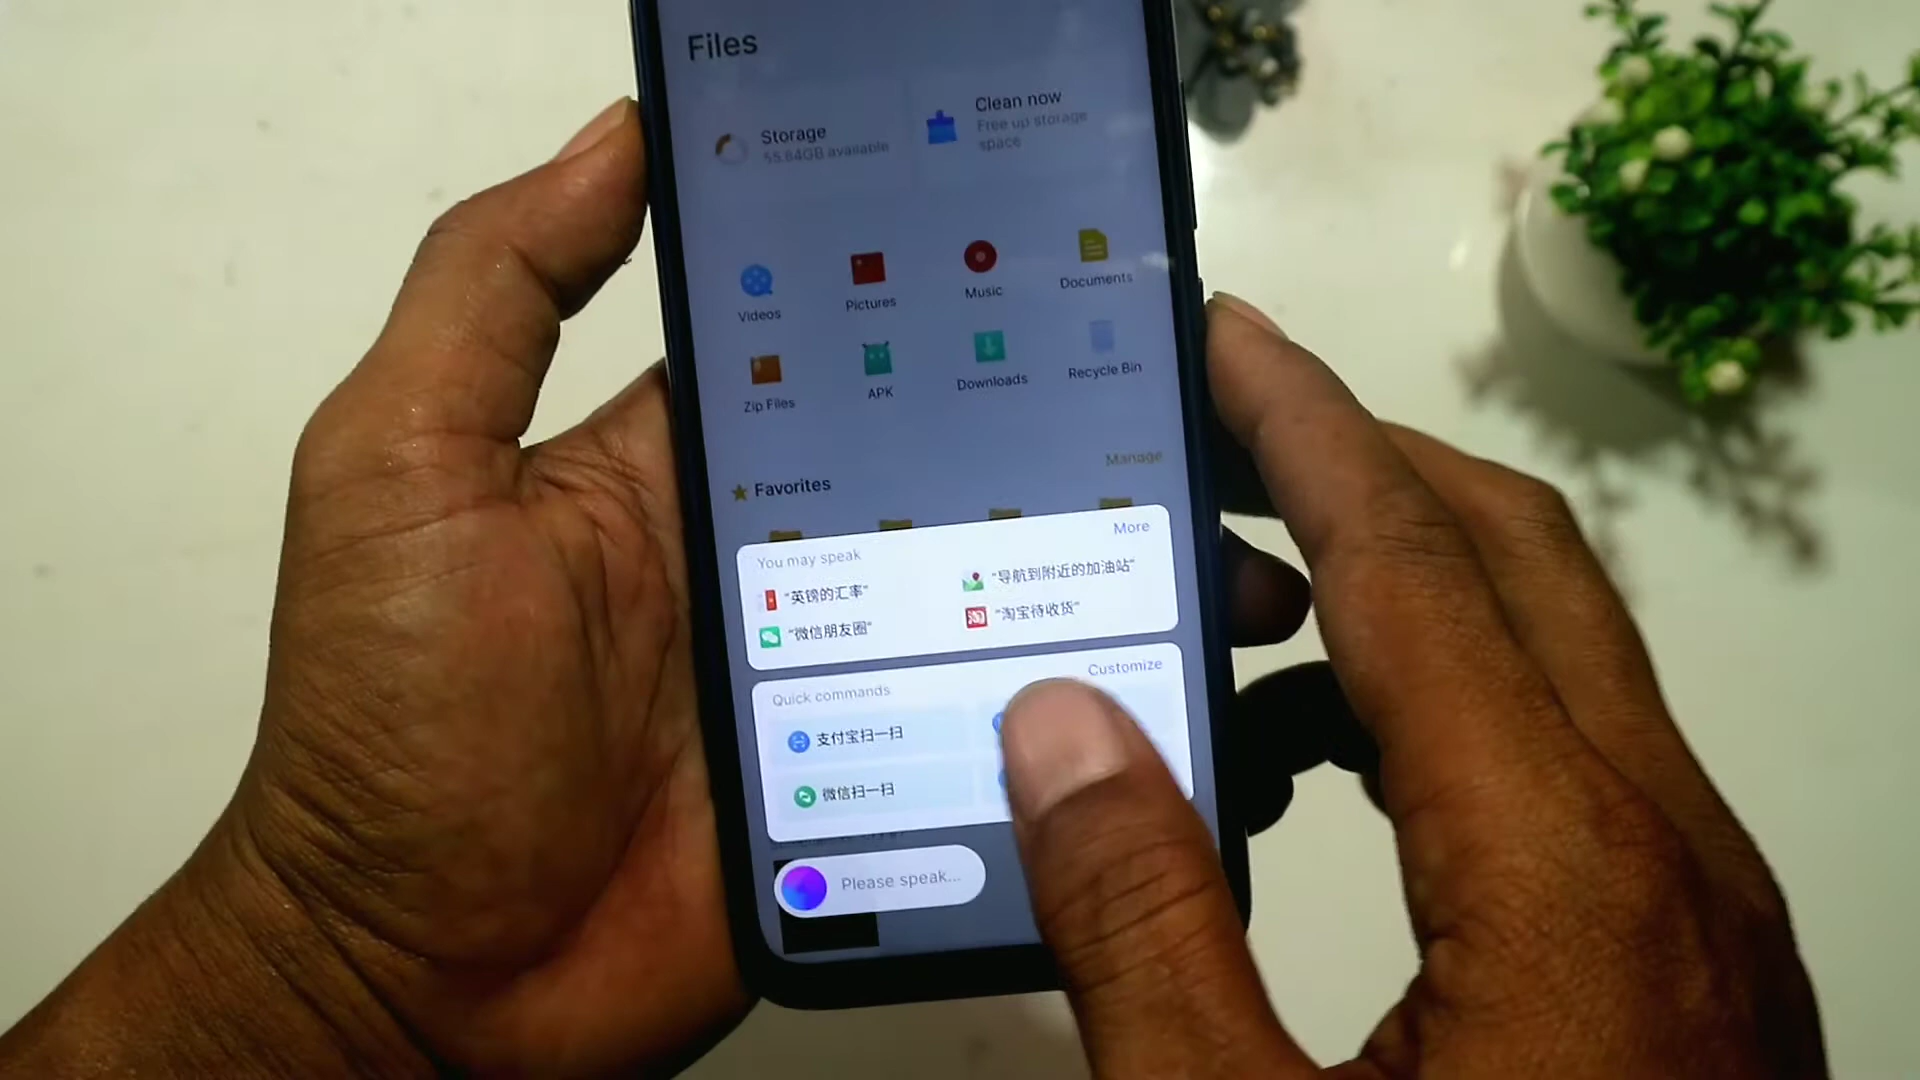 Files
Storage
55.64GB available
Clean now
Free up storage
space
Videos
Pictures
Music
Documents
Zip Files
APK
Downloads
Recycle Bin
Favorites
Manage
You may speak
More
"英镑的汇率"
"导航到附近的加油站"
"微信朋友圈"
"淘宝待收货"
Quick commands
Customize
支付宝扫一扫
微信扫一扫
Please speak...